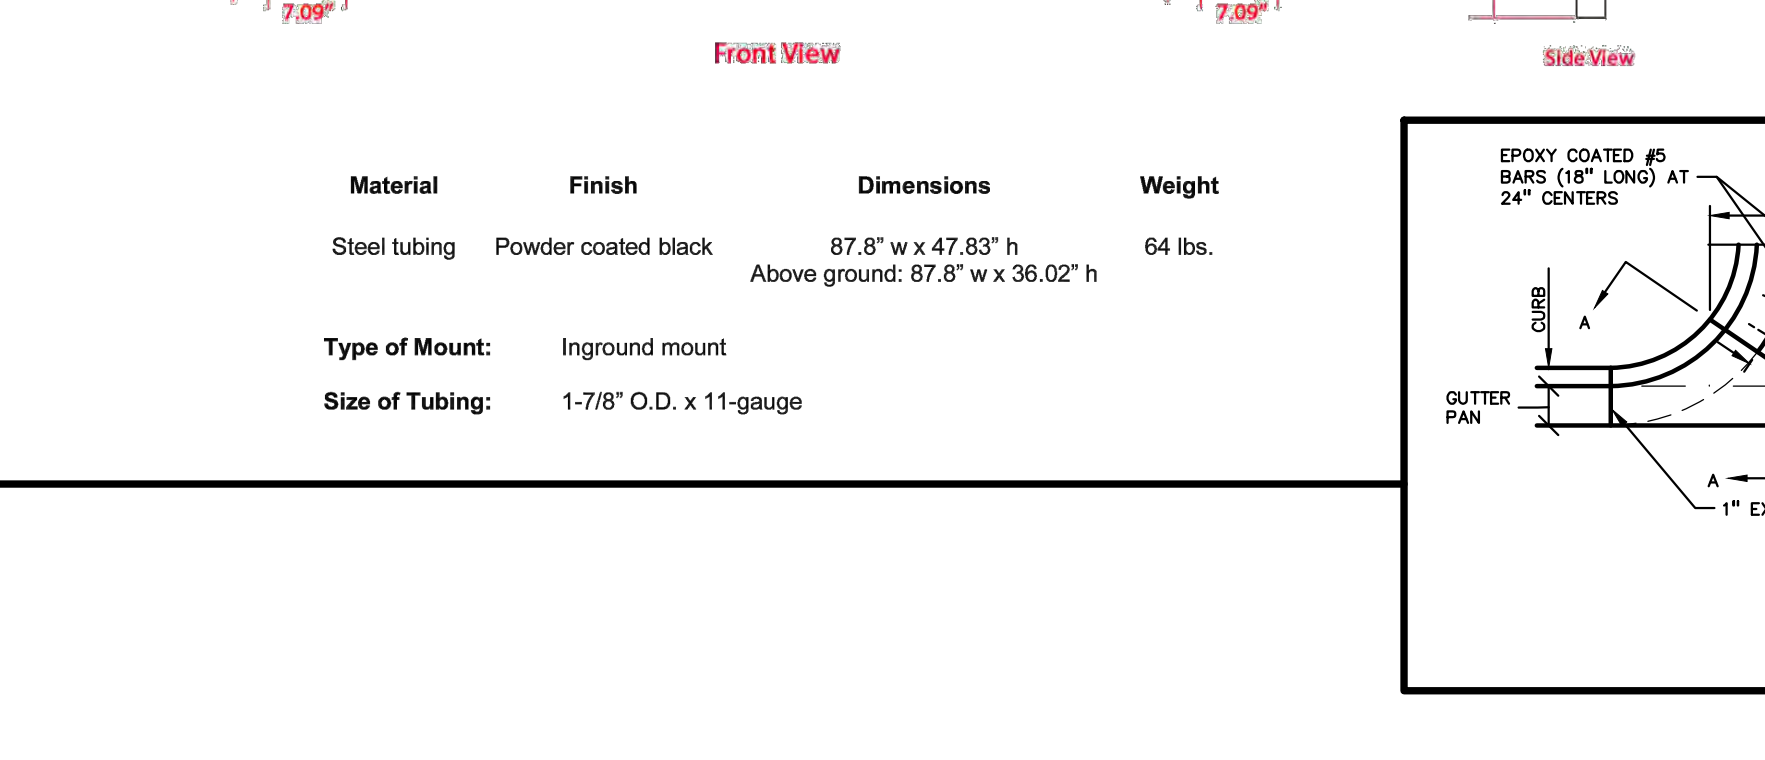 7.09”
7.09”
Front View
Side View
Material Finish Dimensions Weight
Steel tubing Powder coated black 87.8” w x 47.83” h 64 lbs.
Above ground: 87.8” w x 36.02” h
Type of Mount: Inground mount
Size of Tubing: 1-7/8” O.D. x 11-gauge
EPOXY COATED #5
BARS (18" LONG) AT
24" CENTERS
CURB
A
GUTTER
PAN
A
1"